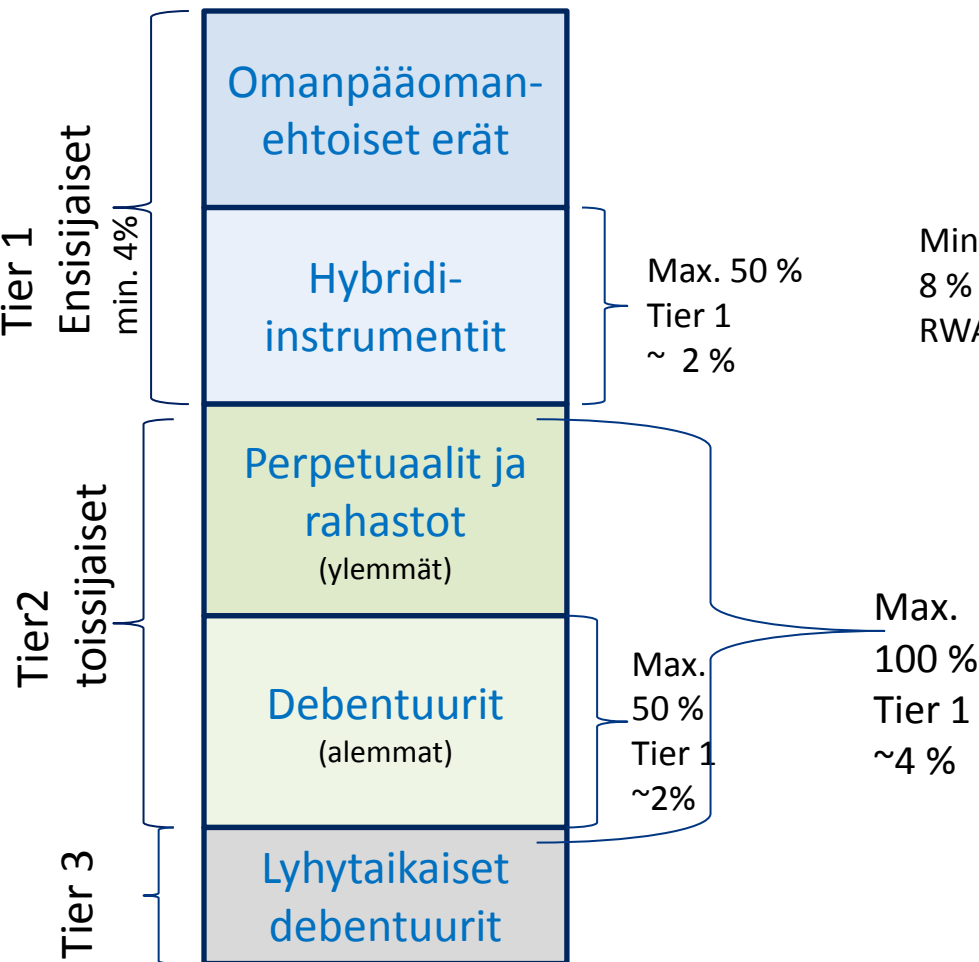 Tier 1
Ensisijaiset
min. 4%
Omanpääoman-
ehtoiset erät
Hybridi-
instrumentit
Max. 50 %
Tier 1
~ 2 %
Min
8 %
RWA
Tier2
toissijaiset
Perpetuaalit ja
rahastot
(ylemmät)
Debentuurit
(alemmat)
Max.
50 %
Tier 1
~2%
Max.
100 %
Tier 1
~4 %
Tier 3
Lyhytaikaiset
debentuurit